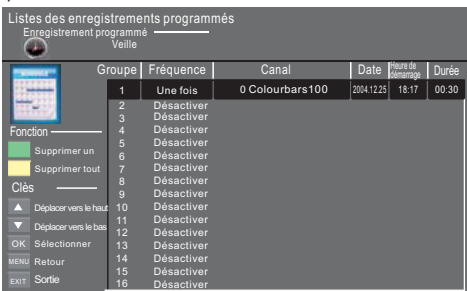 Listes des enregistrements programmés
Enregistrement programmé
Veille
Groupe Fréquence Canal Date Heure de démarrage Durée
1 Une fois 0 Colourbars100 2004.12.25 18:17 00:30
2 Désactiver
3 Désactiver
4 Désactiver
5 Désactiver
6 Désactiver
7 Désactiver
8 Désactiver
9 Désactiver
10 Désactiver
11 Désactiver
12 Désactiver
13 Désactiver
14 Désactiver
15 Désactiver
16 Désactiver
Fonction
Supprimer un
Supprimer tout
Clès
Déplacer vers le haut
Déplacer vers le bas
OK Sélectionner
MENU Retour
EXIT Sortie